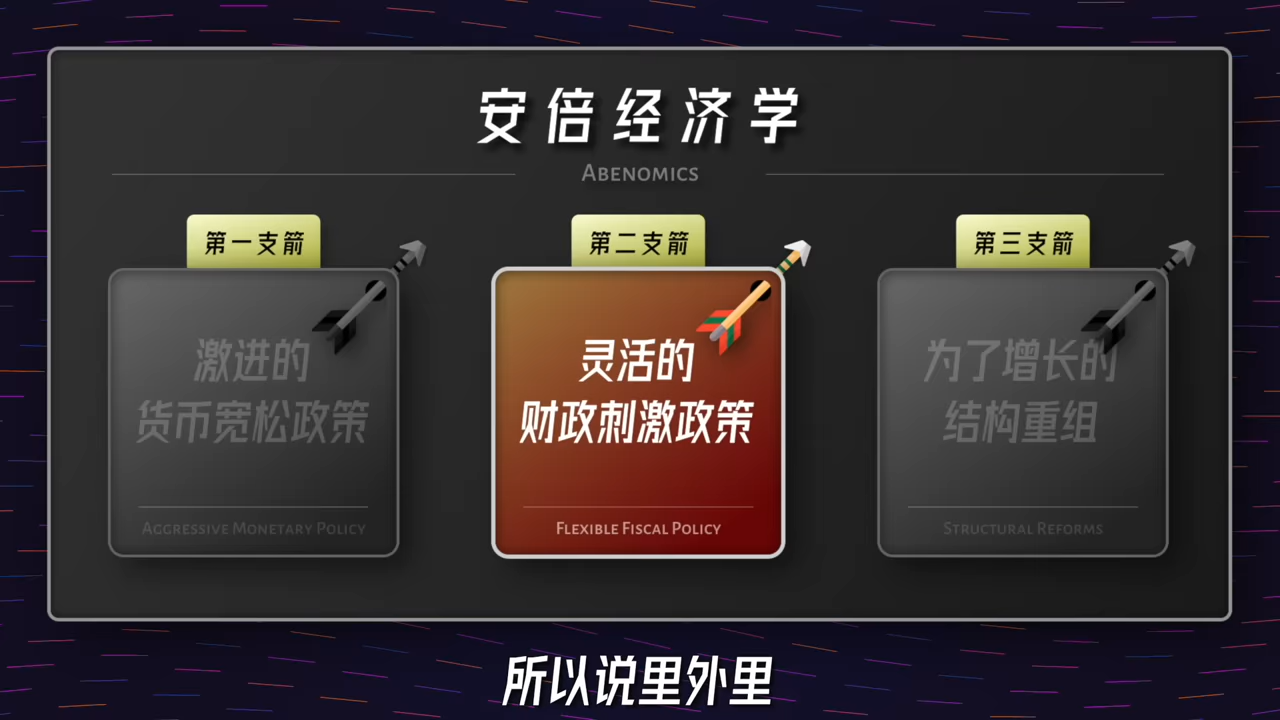 安倍经济学
ABENOMICS
第一支箭
激进的
货币宽松政策
AGGRESSIVE MONETARY POLICY
第二支箭
灵活的
财政刺激政策
FLEXIBLE FISCAL POLICY
第三支箭
为了增长的
结构重组
STRUCTURAL REFORMS
所以说里外里